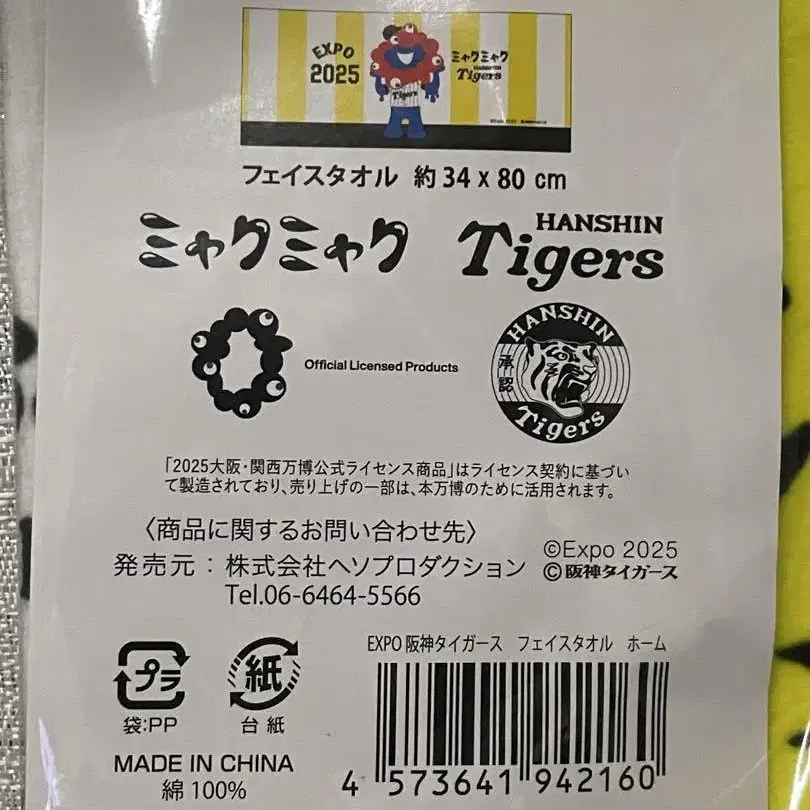 EXPO
2025
ミャクミャク
HANSHIN
Tigers
Tigers
フェイスタオル 約 34 x 80 cm
ミャクミャク
HANSHIN
Tigers
Official Licensed Products
HANSHIN
承認
Tigers
「2025大阪・関西万博公式ライセンス商品」はライセンス契約に基づい
て製造されており、売り上げの一部は、本万博のために活用されます。
〈商品に関するお問い合わせ先〉
発売元：株式会社ヘソプロダクション
Tel.06-6464-5566
©Expo 2025
©阪神タイガース
プラ
袋:PP
紙
台紙
MADE IN CHINA
綿 100%
EXPO 阪神タイガース フェイスタオル ホーム
4 573641 942160